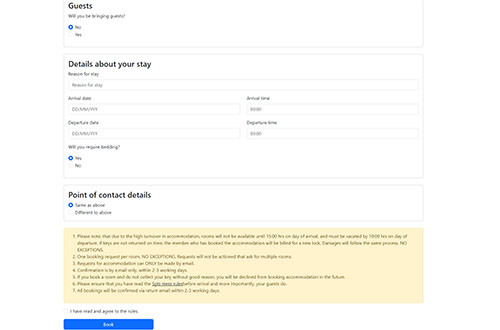 Guests
Will you be bringing guests?
No
Yes
Details about your stay
Reason for stay
Reason for stay
Arrival date
Arrival time
DD/MM/YYY
00:00
Departure date
Departure time
DD/MM/YYY
00:00
Will you require bedding?
Yes
No
Point of contact details
Same as above
Different to above
1. Please note, that due to the high turnover in accommodation, rooms will not be available until 15:00 hrs on day of arrival, and must be vacated by 10:00 hrs on day of
departure. If keys are not returned on time, the member who has booked the accommodation will be billed for a new lock. Damages will follow the same process. NO
EXCEPTIONS.
2. One booking request per room. NO EXCEPTIONS. Requests will not be actioned that ask for multiple rooms.
3. Requests for accommodation can ONLY be made by email.
4. Confirmation is by email only, within 2-3 working days.
5. If you book a room and do not collect your key without good reason, you will be declined from booking accommodation in the future.
6. Please ensure that you have read the mess rules before arrival and more importantly, your guests do.
7. All bookings will be confirmed via return email within 2-3 working days.
I have read and agree to the rules.
Book